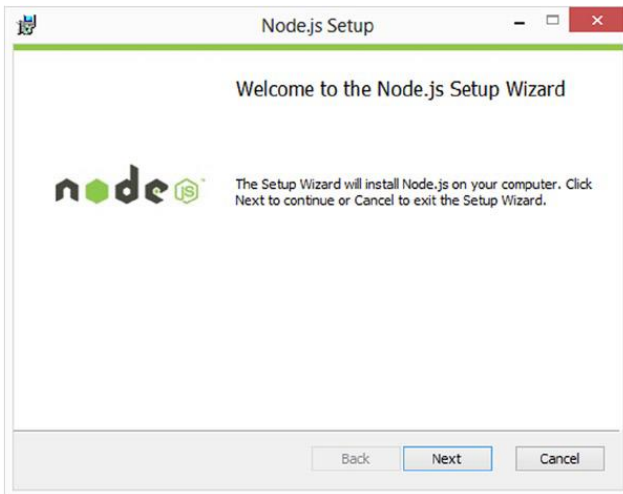 Node.js Setup
Welcome to the Node.js Setup Wizard
node JS™
The Setup Wizard will install Node.js on your computer. Click
Next to continue or Cancel to exit the Setup Wizard.
Back
Next
Cancel